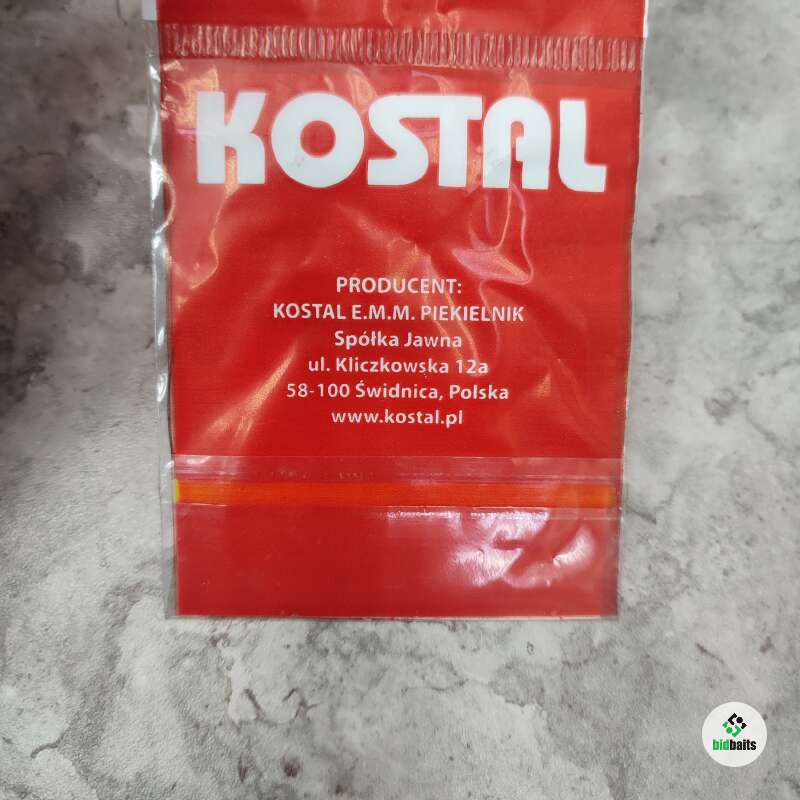 KOSTAL
PRODUCENT:
KOSTAL E.M.M. PIEKIELNIK
Spółka Jawna
ul. Kliczkowska 12a
58-100 Świdnica, Polska
www.kostal.pl
bidbaits